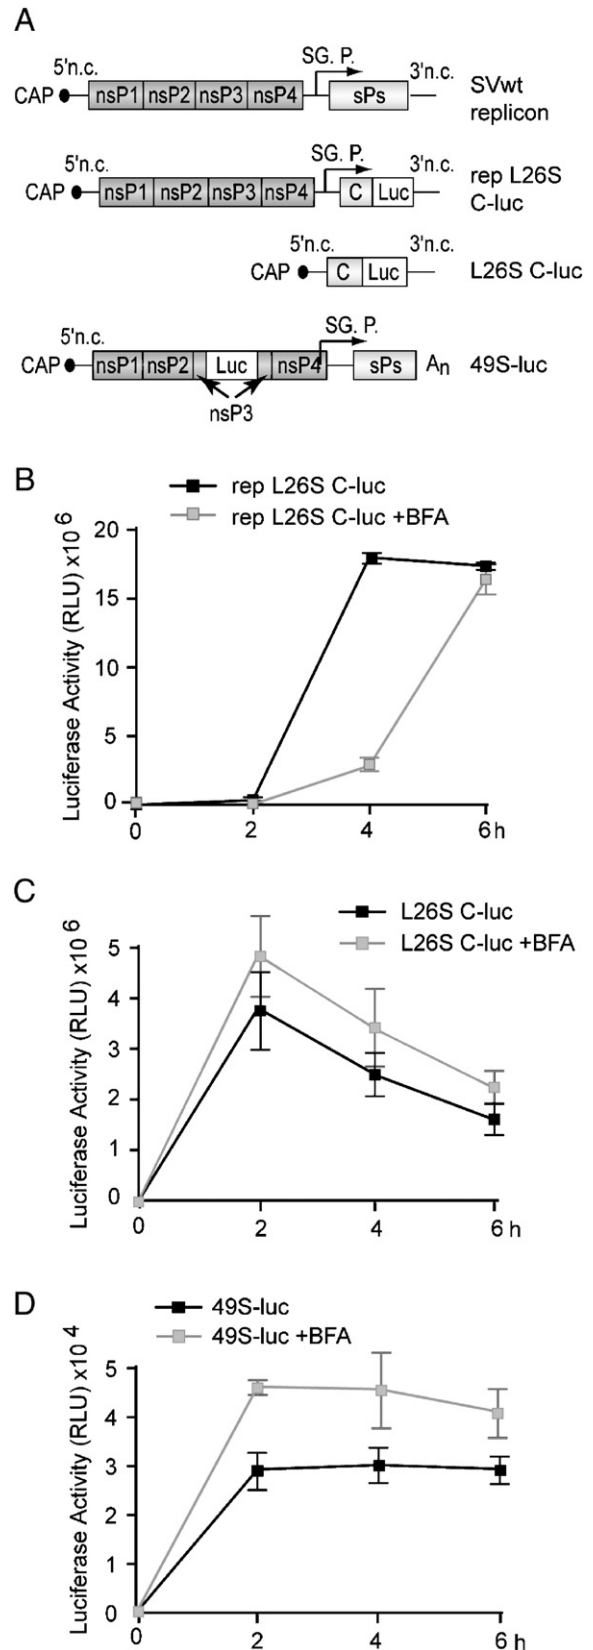 A
SG. P.
5'n.c. 3'n.c.
CAP nsP1 nsP2 nsP3 nsP4 sPs SVwt
replicon
SG. P.
5'n.c. 3'n.c.
CAP nsP1 nsP2 nsP3 nsP4 C Luc rep L26S
C-luc
5'n.c. 3'n.c.
CAP C Luc L26S C-luc
SG. P.
5'n.c.
CAP nsP1 nsP2 Luc nsP4 sPs An 49S-luc
nsP3
B
rep L26S C-luc
rep L26S C-luc +BFA
Luciferase Activity (RLU) x10 6
20
15
10
5
0
0 2 4 6 h
C
L26S C-luc
L26S C-luc +BFA
Luciferase Activity (RLU) x10 6
5
4
3
2
1
0
0 2 4 6 h
D
49S-luc
49S-luc +BFA
Luciferase Activity (RLU) x10 4
5
4
3
2
1
0
0 2 4 6 h